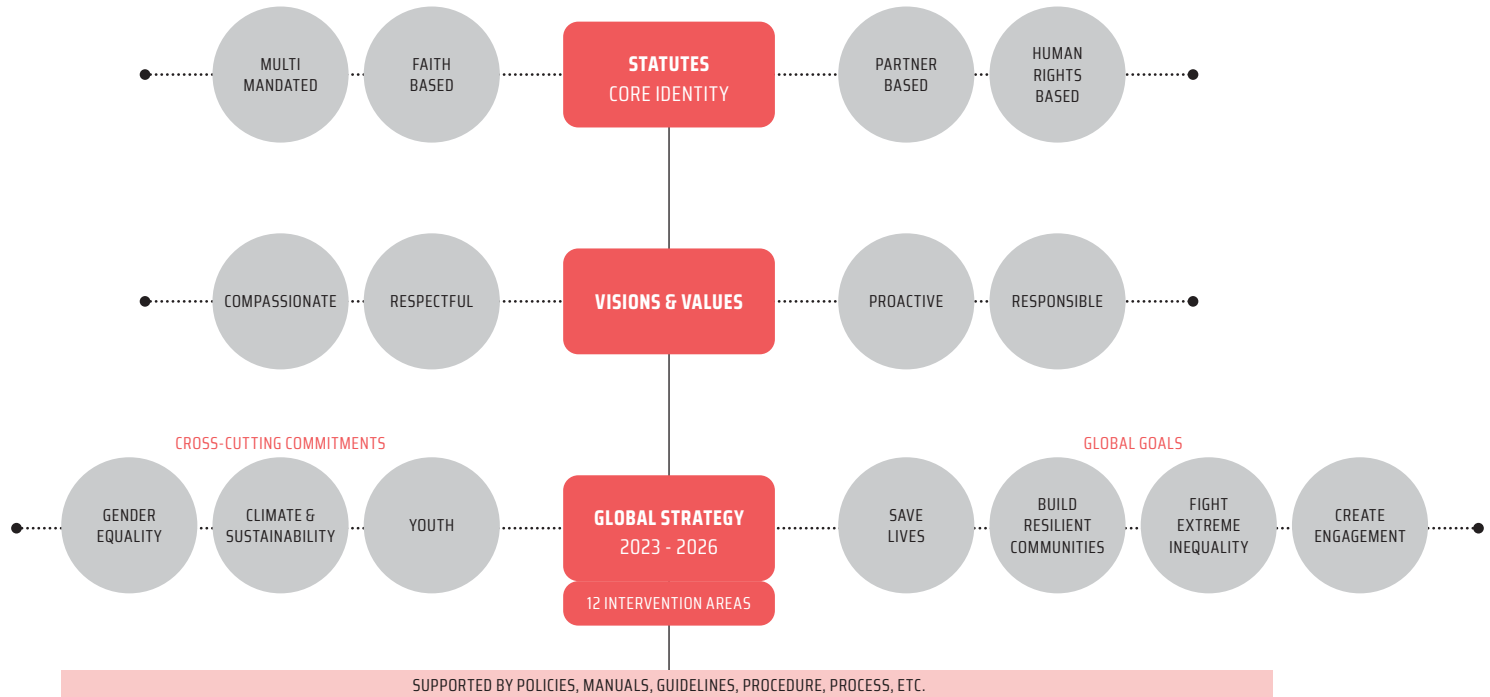 MULTI
MANDATED
FAITH
BASED
STATUTES
CORE IDENTITY
PARTNER
BASED
HUMAN
RIGHTS
BASED
COMPASSIONATE
RESPECTFUL
VISIONS & VALUES
PROACTIVE
RESPONSIBLE
CROSS-CUTTING COMMITMENTS
GLOBAL GOALS
GENDER
EQUALITY
CLIMATE &
SUSTAINABILITY
YOUTH
GLOBAL STRATEGY
2023 - 2026
12 INTERVENTION AREAS
SAVE
LIVES
BUILD
RESILIENT
COMMUNITIES
FIGHT
EXTREME
INEQUALITY
CREATE
ENGAGEMENT
SUPPORTED BY POLICIES, MANUALS, GUIDELINES, PROCEDURE, PROCESS, ETC.